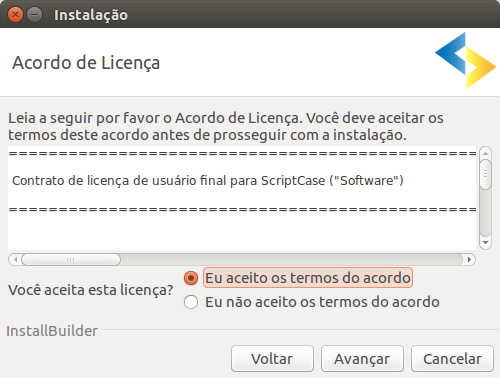 Instalação
Acordo de Licença
Leia a seguir por favor o Acordo de Licença. Você deve aceitar os
termos deste acordo antes de prosseguir com a instalação.
====================================================
Contrato de licença de usuário final para ScriptCase ("Software")
====================================================
Você aceita esta licença?
Eu aceito os termos do acordo
Eu não aceito os termos do acordo
InstallBuilder
Voltar
Avançar
Cancelar